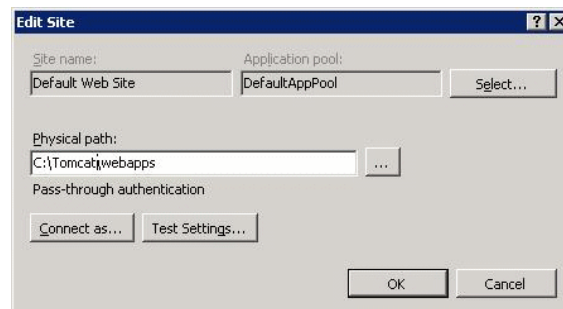 Edit Site
Site name:
Application pool:
Default Web Site
DefaultAppPool
Select...
Physical path:
C:\Tomcat\webapps
...
Pass-through authentication
Connect as...
Test Settings...
OK
Cancel